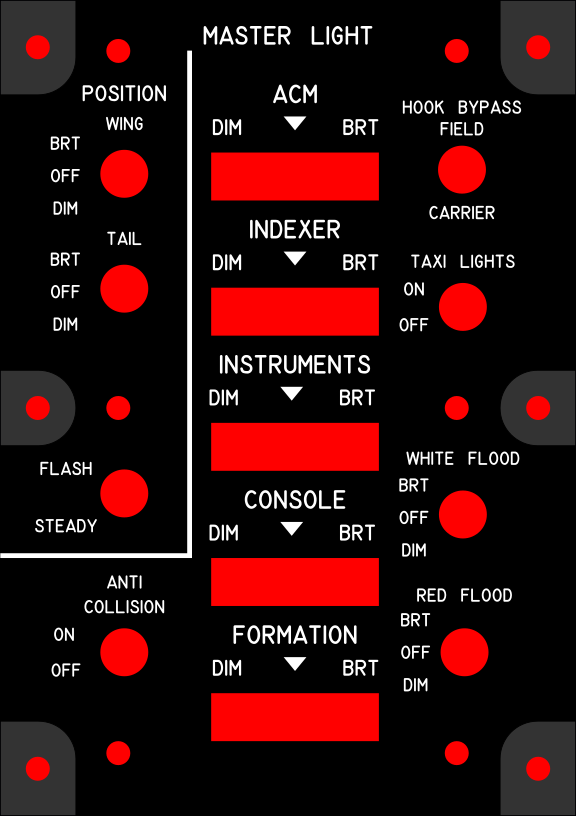 MASTER LIGHT
POSITION
WING
BRT
OFF
DIM
TAIL
BRT
OFF
DIM
FLASH
STEADY
ANTI
COLLISION
ON
OFF
ACM
DIM BRT
INDEXER
DIM BRT
INSTRUMENTS
DIM BRT
CONSOLE
DIM BRT
FORMATION
DIM BRT
HOOK BYPASS
FIELD
CARRIER
TAXI LIGHTS
ON
OFF
WHITE FLOOD
BRT
OFF
DIM
RED FLOOD
BRT
OFF
DIM